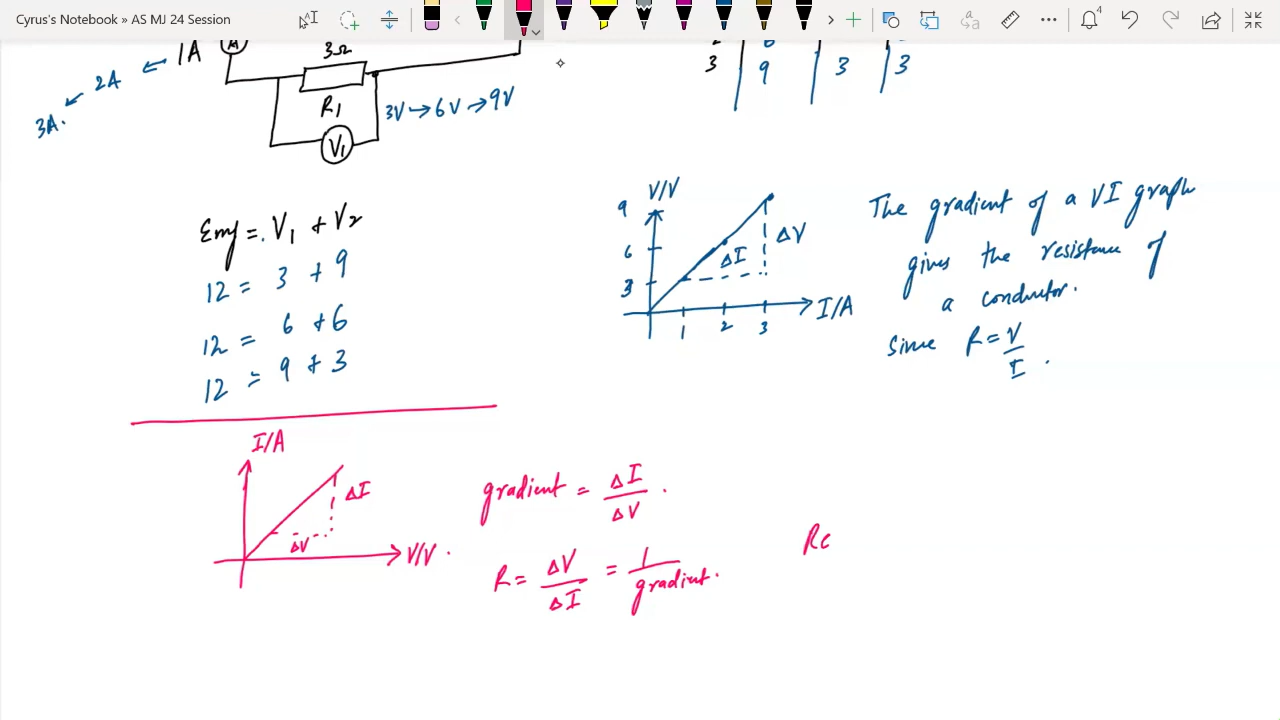 Cyrus's Notebook » AS MJ 24 Session
4
A
1A
3Ω
2A
3A.
R1
3V → 6V → 9V
V1
3 | 9 | 3 | 3
Emf = V1 + V2
12 = 3 + 9
12 = 6 + 6
12 = 9 + 3
V/V
9
6
3
ΔV
ΔI
1 2 3
I/A
The gradient of a VI graph
gives the resistance of
a conductor.
Since R = V/I.
I/A
ΔI
ΔV
V/V.
gradient = ΔI/ΔV.
R = ΔV/ΔI = 1/gradient.
Re